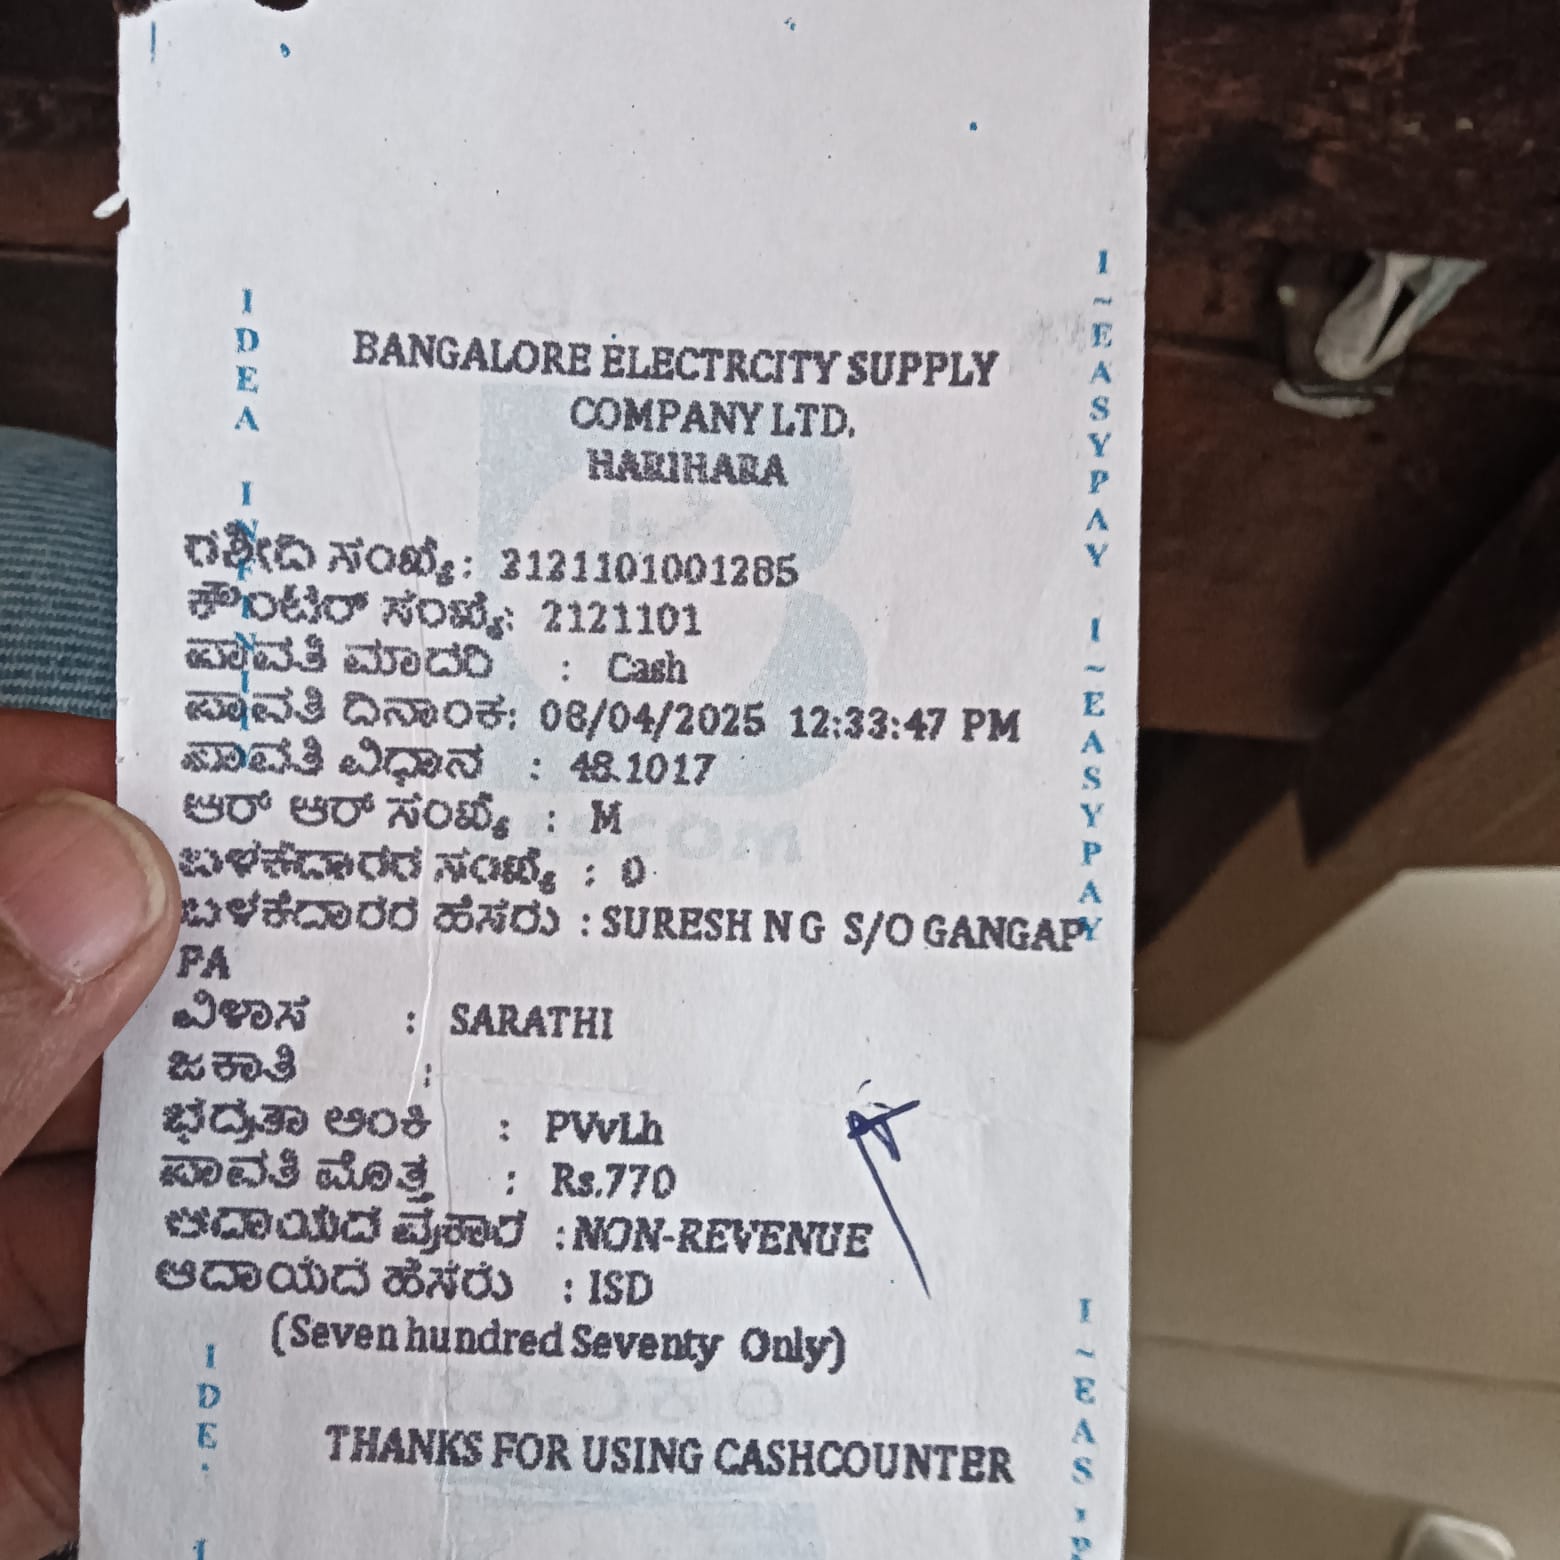 BANGALORE ELECTRCITY SUPPLY
COMPANY LTD.
HARIHARA
ರಶೀದಿ ಸಂಖ್ಯೆ: 2121101001285
ಕೌಂಟರ್ ಸಂಖ್ಯೆ: 2121101
ಪಾವತಿ ಮಾದರಿ : Cash
ಪಾವತಿ ದಿನಾಂಕ: 08/04/2025 12:33:47 PM
ಪಾವತಿ ವಿಧಾನ : 48.1017
ಆರ್ ಆರ್ ಸಂಖ್ಯೆ : M
ಬಳಕೆದಾರರ ಸಂಖ್ಯೆ : 0
ಬಳಕೆದಾರರ ಹೆಸರು : SURESH N G S/O GANGAP
PA
ವಿಳಾಸ : SARATHI
ಜಕಾತಿ :
ಭದ್ರತಾ ಅಂಕಿ : PVvLh
ಪಾವತಿ ಮೊತ್ತ : Rs.770
ಆದಾಯದ ಪ್ರಕಾರ : NON-REVENUE
ಆದಾಯದ ಹೆಸರು : ISD
(Seven hundred Seventy Only)
THANKS FOR USING CASHCOUNTER
IDEA INFINITI
I~EASYPAY I~EASYPAY
I~EAS